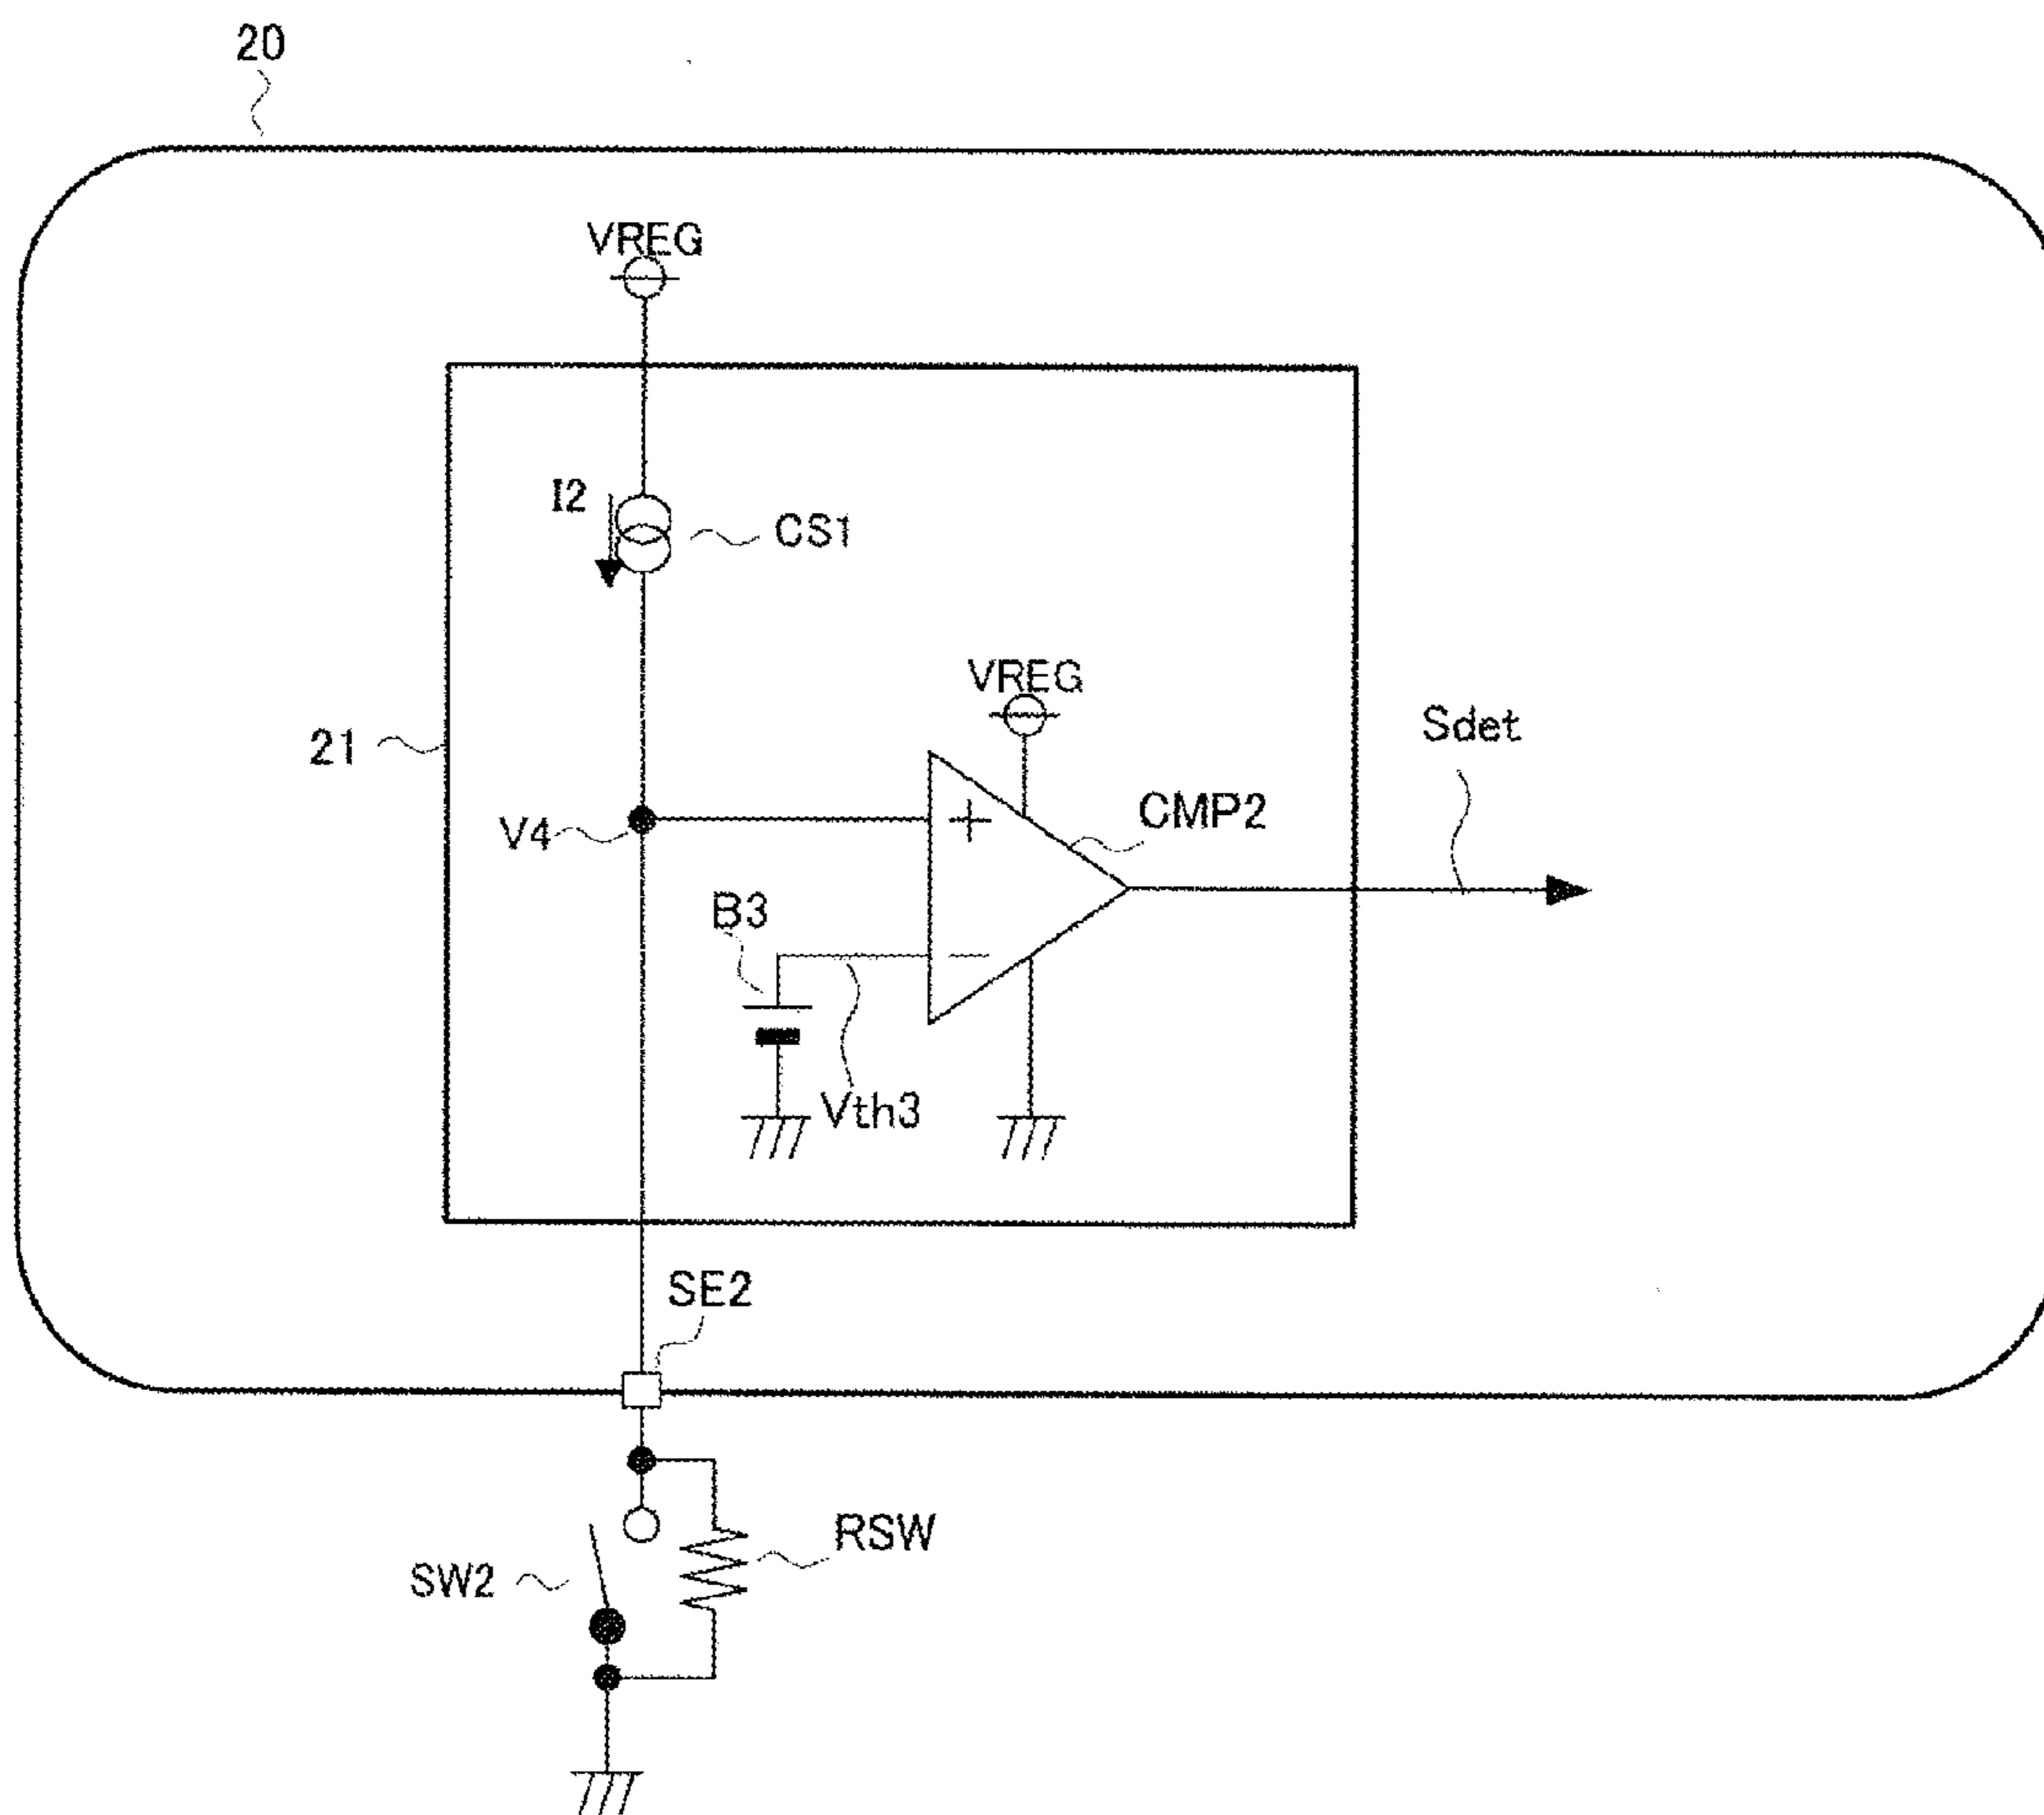 20
VREG
I2
CS1
VREG
21
Sdet
V4
+
CMP2
B3
−
Vth3
SE2
RSW
SW2